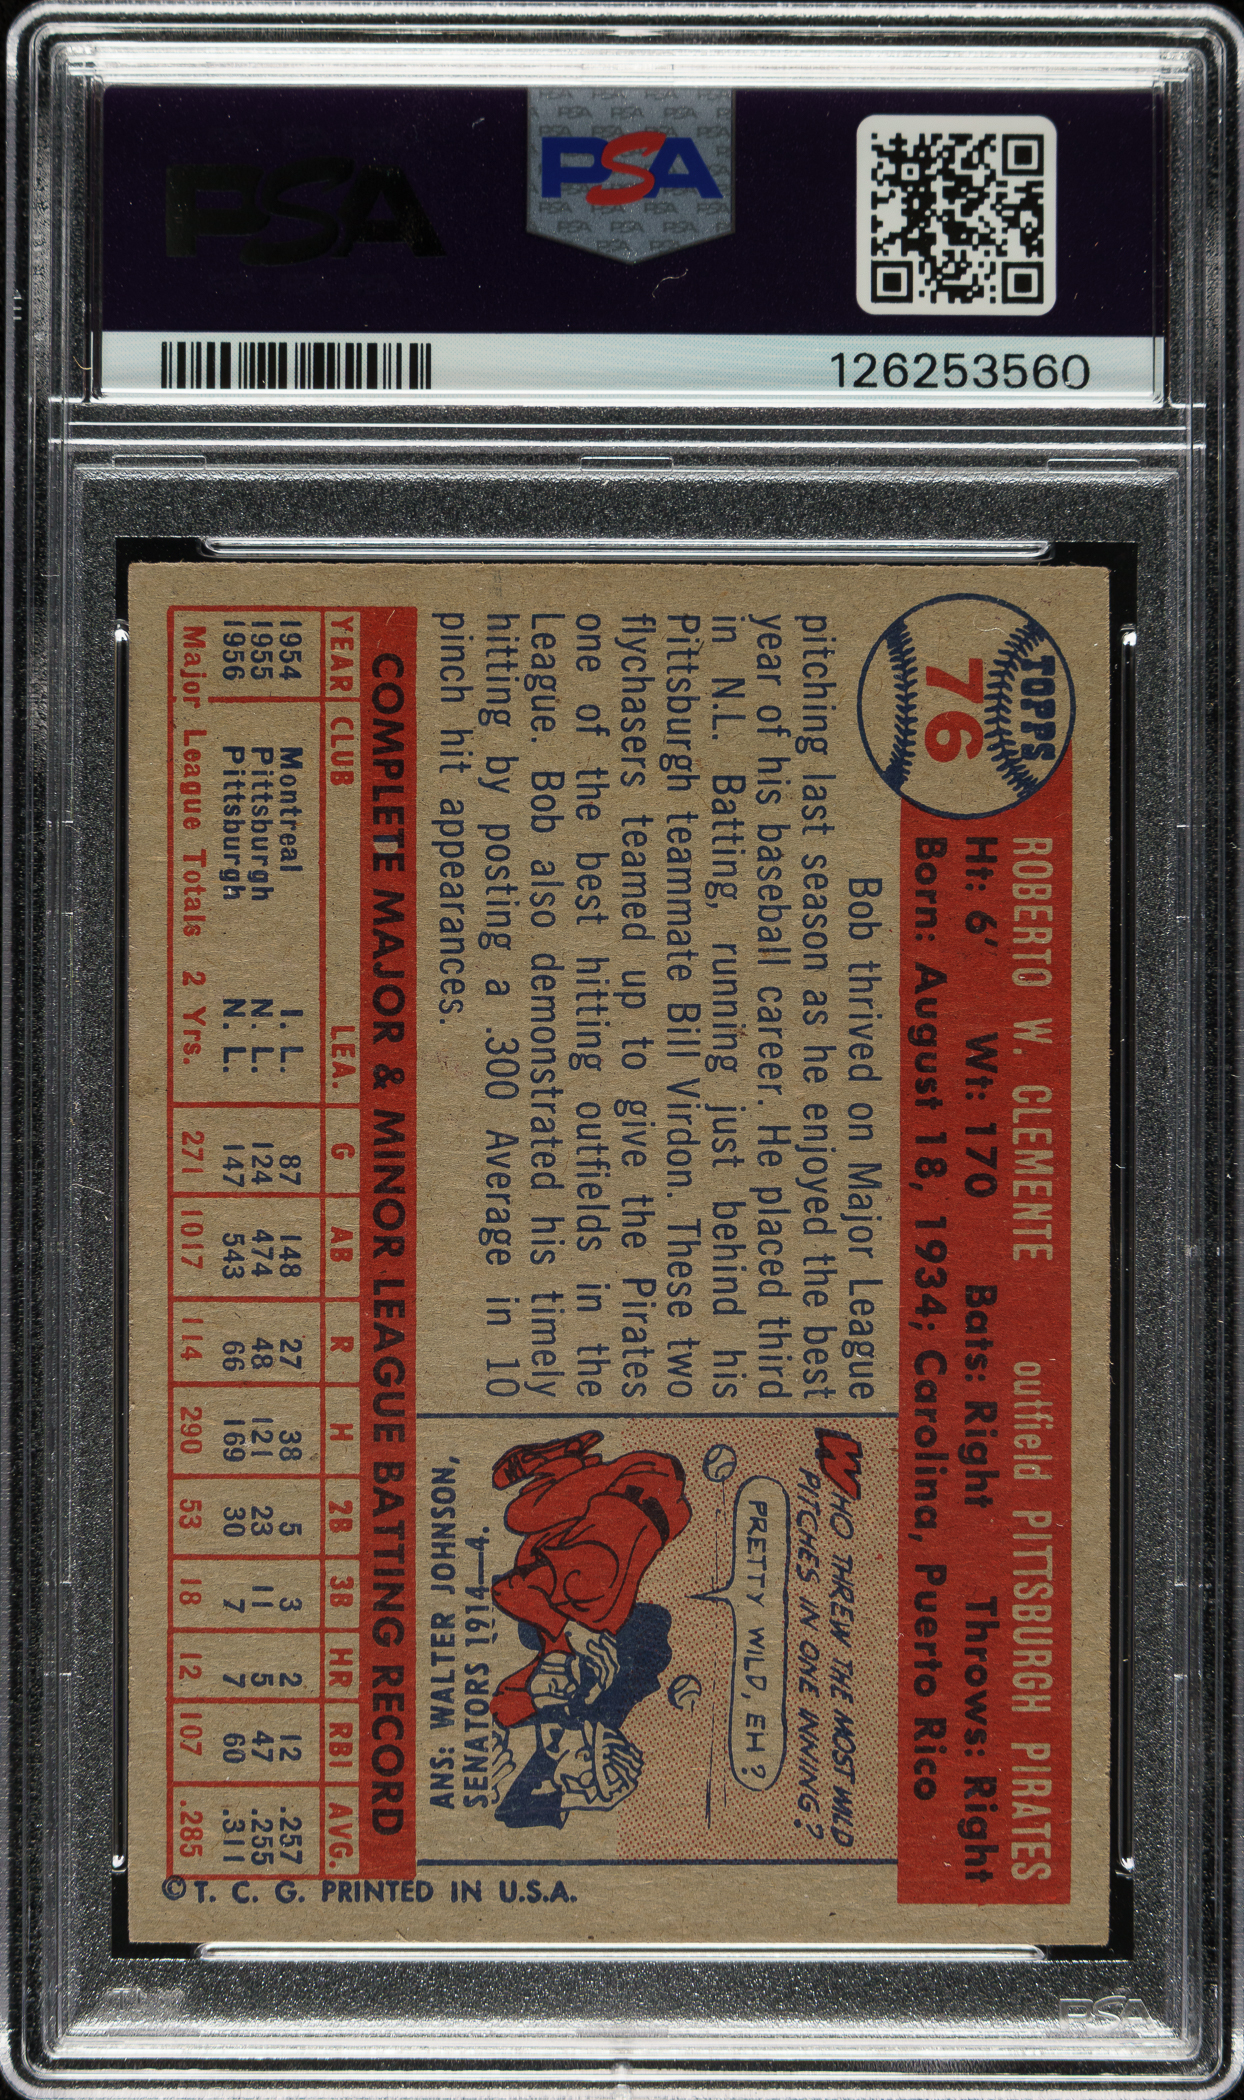 PSA
PSA
126253560
TOPPS
76
ROBERTO W. CLEMENTE outfield PITTSBURGH PIRATES
Ht: 6' Wt: 170 Bats: Right Throws: Right
Born: August 18, 1934; Carolina, Puerto Rico
Bob thrived on Major League
pitching last season as he enjoyed the best
year of his baseball career. He placed third
in N.L. Batting, running just behind his
Pittsburgh teammate Bill Virdon. These two
flychasers teamed up to give the Pirates
one of the best hitting outfields in the
League. Bob also demonstrated his timely
hitting by posting a .300 Average in 10
pinch hit appearances.
WHO THREW THE MOST WILD
PITCHES IN ONE INNING?
PRETTY WILD, EH?
ANS: WALTER JOHNSON,
SENATORS 1914—4.
COMPLETE MAJOR & MINOR LEAGUE BATTING RECORD
YEAR CLUB LEA. G AB R H 2B 3B HR RBI AVG.
1954 Montreal I. L. 87 148 27 38 5 3 2 12 .257
1955 Pittsburgh N. L. 124 474 48 121 23 11 5 47 .255
1956 Pittsburgh N. L. 147 543 66 169 30 7 7 60 .311
Major League Totals 2 Yrs. 271 1017 114 290 53 18 12 107 .285
© T. C. G. PRINTED IN U.S.A.
PSA